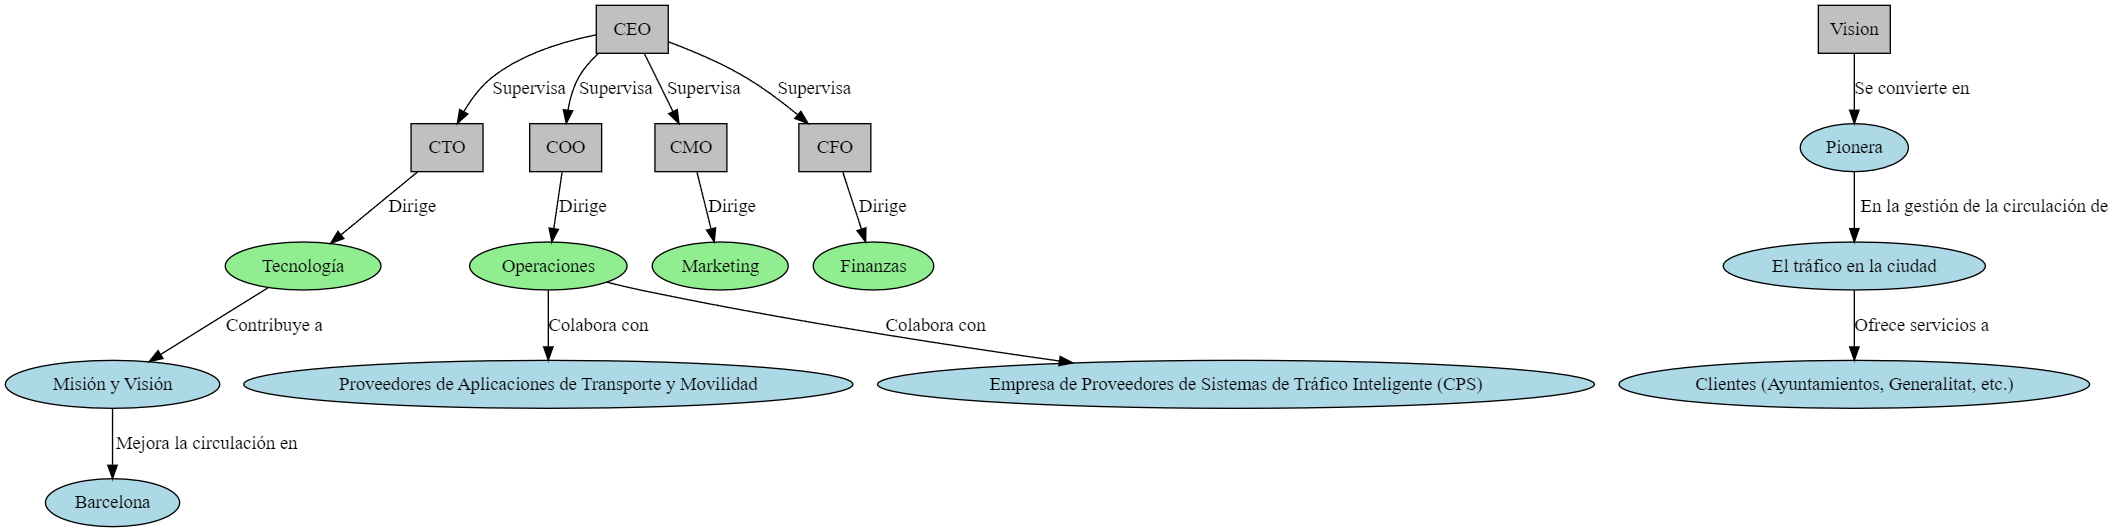 CEO
Vision
Supervisa
Supervisa
Supervisa
Supervisa
Se convierte en
CTO
COO
CMO
CFO
Pionera
Dirige
Dirige
Dirige
Dirige
En la gestión de la circulación de
Tecnología
Operaciones
Marketing
Finanzas
El tráfico en la ciudad
Contribuye a
Colabora con
Colabora con
Ofrece servicios a
Misión y Visión
Proveedores de Aplicaciones de Transporte y Movilidad
Empresa de Proveedores de Sistemas de Tráfico Inteligente (CPS)
Clientes (Ayuntamientos, Generalitat, etc.)
Mejora la circulación en
Barcelona